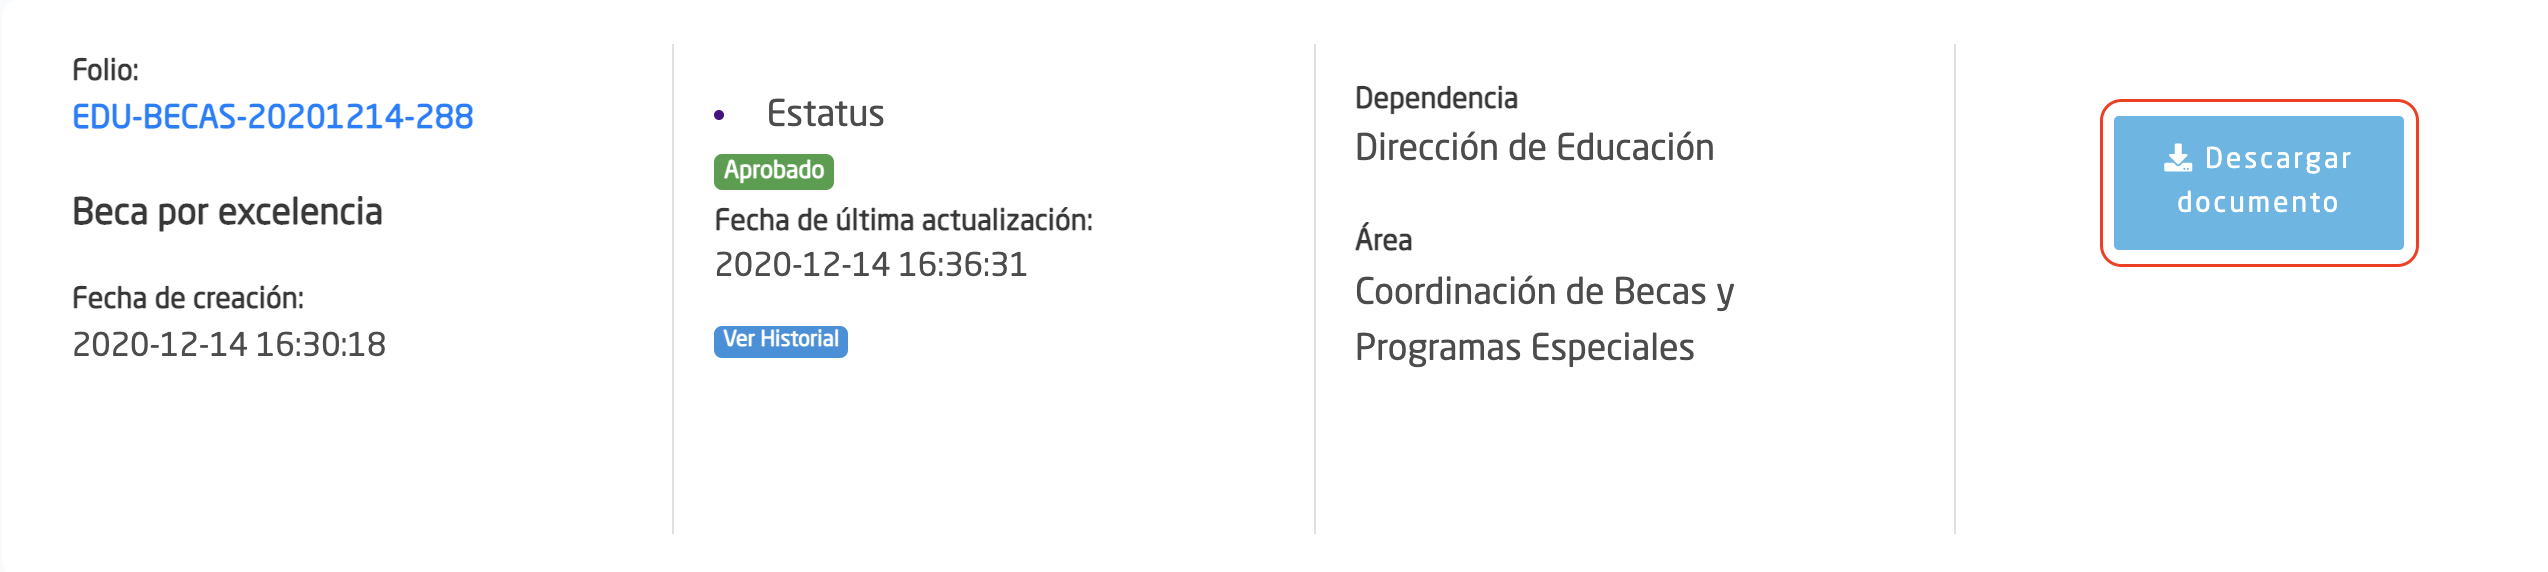 Folio:
EDU-BECAS-20201214-288
Beca por excelencia
Fecha de creación:
2020-12-14 16:30:18
• Estatus
Aprobado
Fecha de última actualización:
2020-12-14 16:36:31
Ver Historial
Dependencia
Dirección de Educación
Área
Coordinación de Becas y
Programas Especiales
Descargar
documento